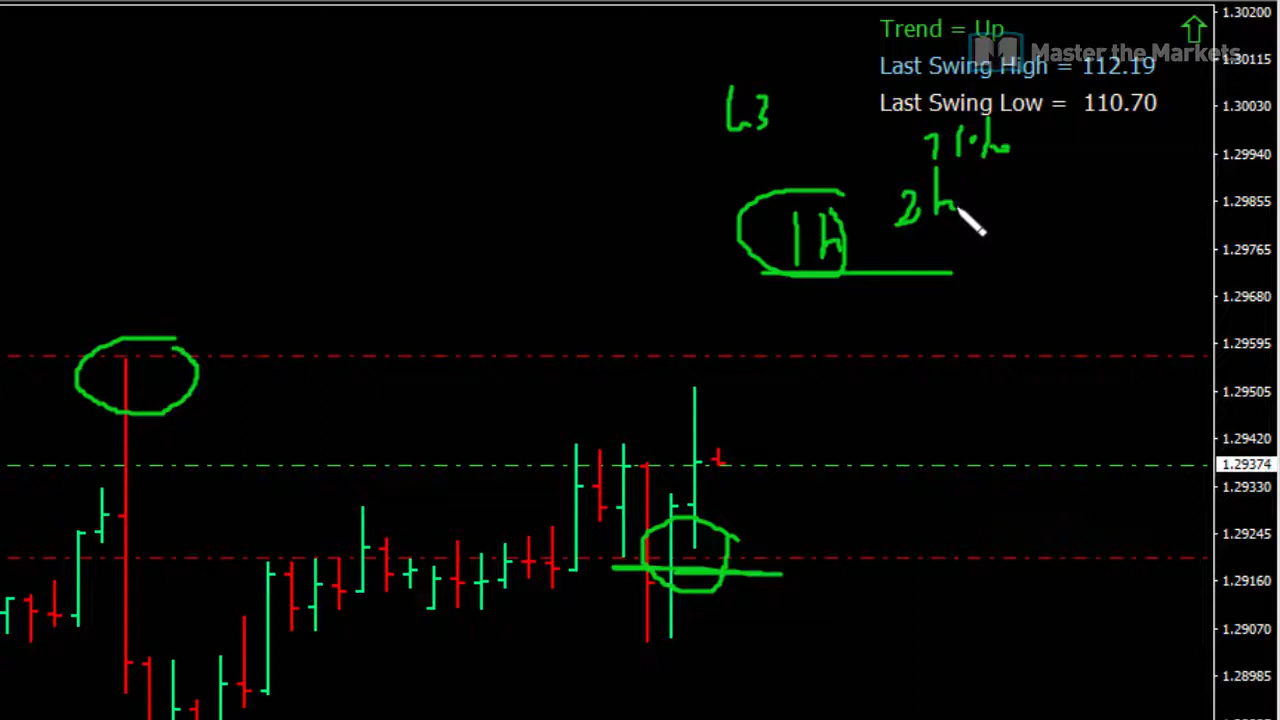 Trend = Up
Master the Markets
Last Swing High = 112.19
Last Swing Low = 110.70
1h
2h
1.30200
1.30115
1.30030
1.29940
1.29855
1.29765
1.29680
1.29595
1.29505
1.29420
1.29374
1.29330
1.29245
1.29160
1.29070
1.28985